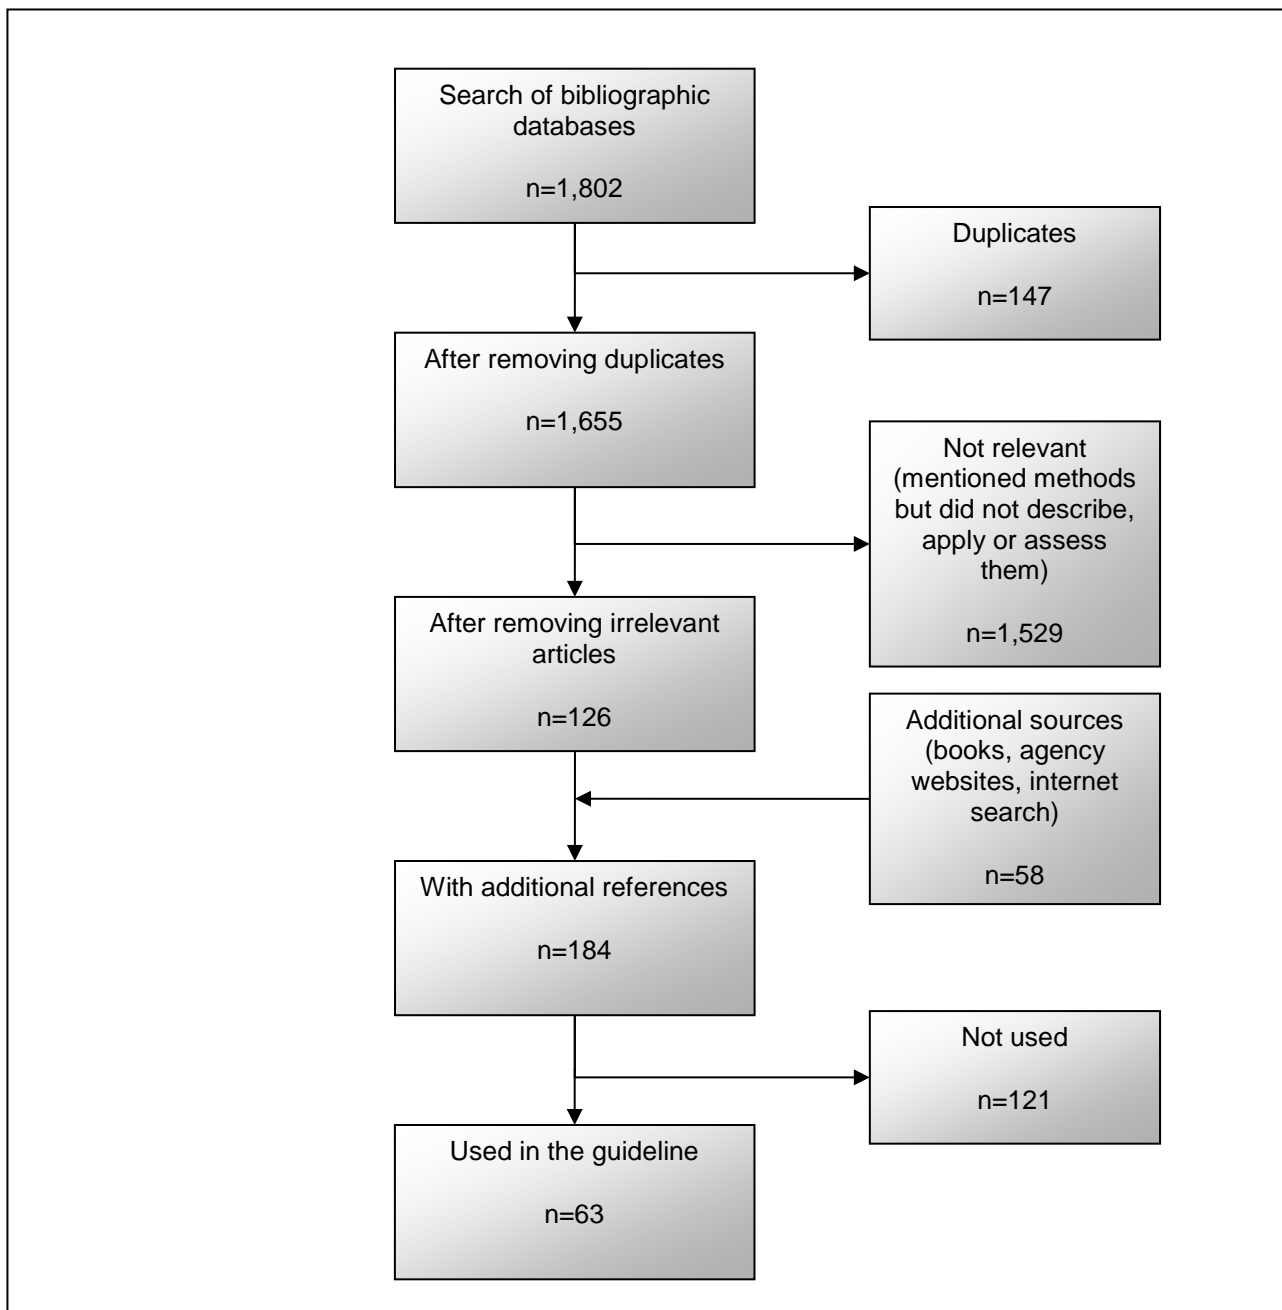 Search of bibliographic
databases
n=1,802
Duplicates
n=147
After removing duplicates
n=1,655
Not relevant
(mentioned methods
but did not describe,
apply or assess
them)
n=1,529
After removing irrelevant
articles
n=126
Additional sources
(books, agency
websites, internet
search)
n=58
With additional references
n=184
Not used
n=121
Used in the guideline
n=63